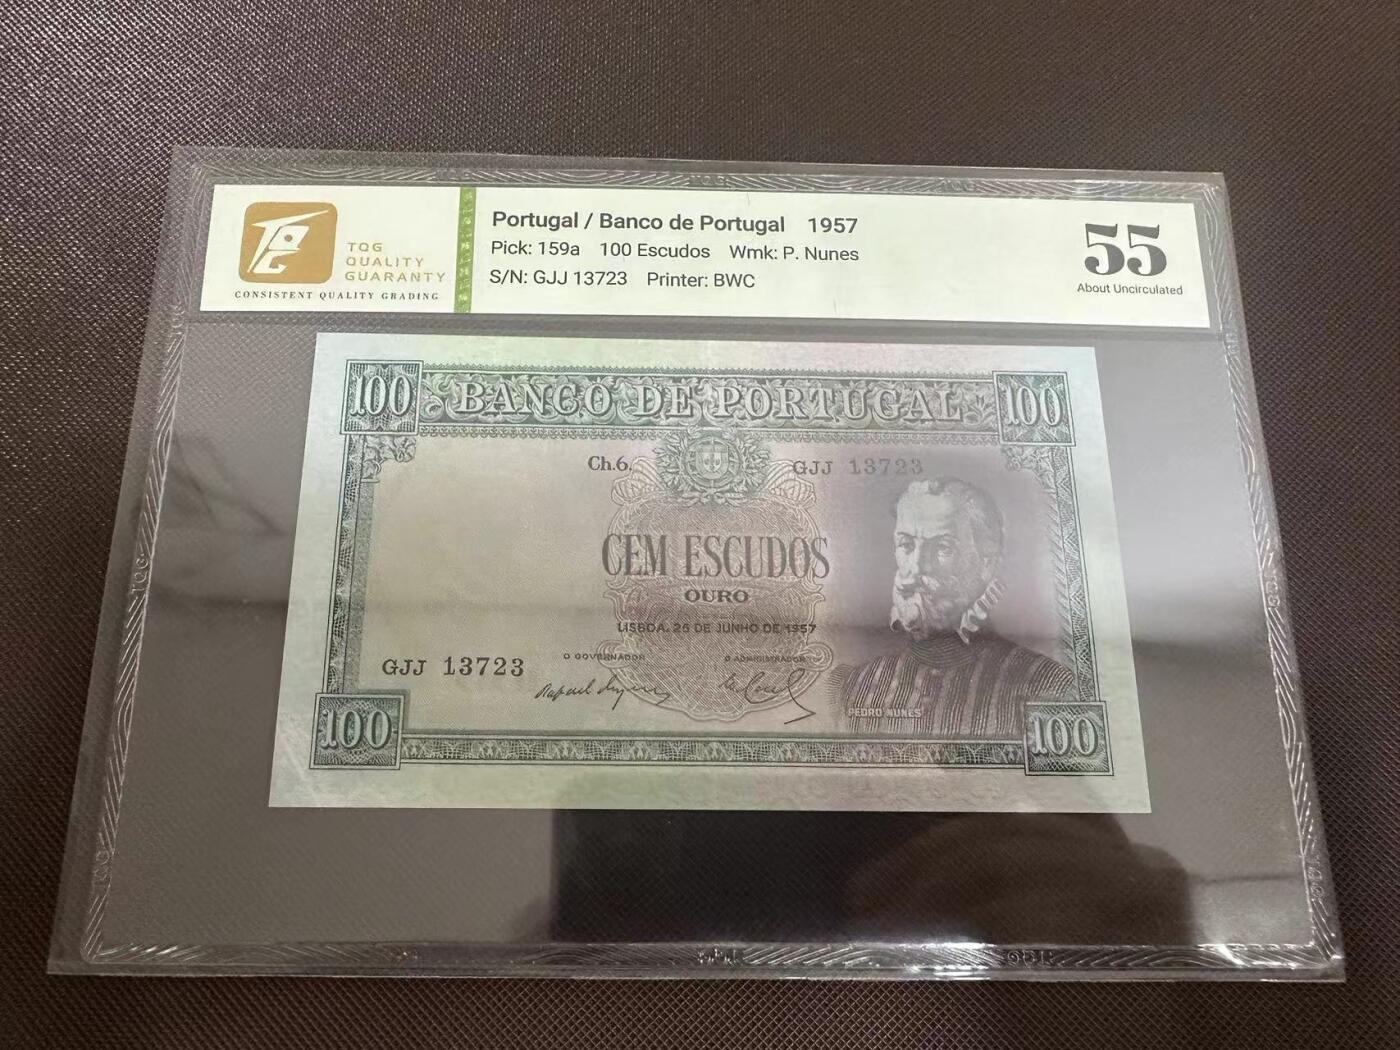 TQG
QUALITY
GUARANTY
CONSISTENT QUALITY GRADING
Portugal / Banco de Portugal 1957
Pick: 159a 100 Escudos Wmk: P. Nunes
S/N: GJJ 13723 Printer: BWC
55
About Uncirculated
100 BANCO DE PORTUGAL 100
Ch.6. GJJ 13723
CEM ESCUDOS
OURO
LISBOA, 26 DE JUNHO DE 1957
O GOVERNADOR O ADMINISTRADOR
GJJ 13723
PEDRO NUNES
100 100